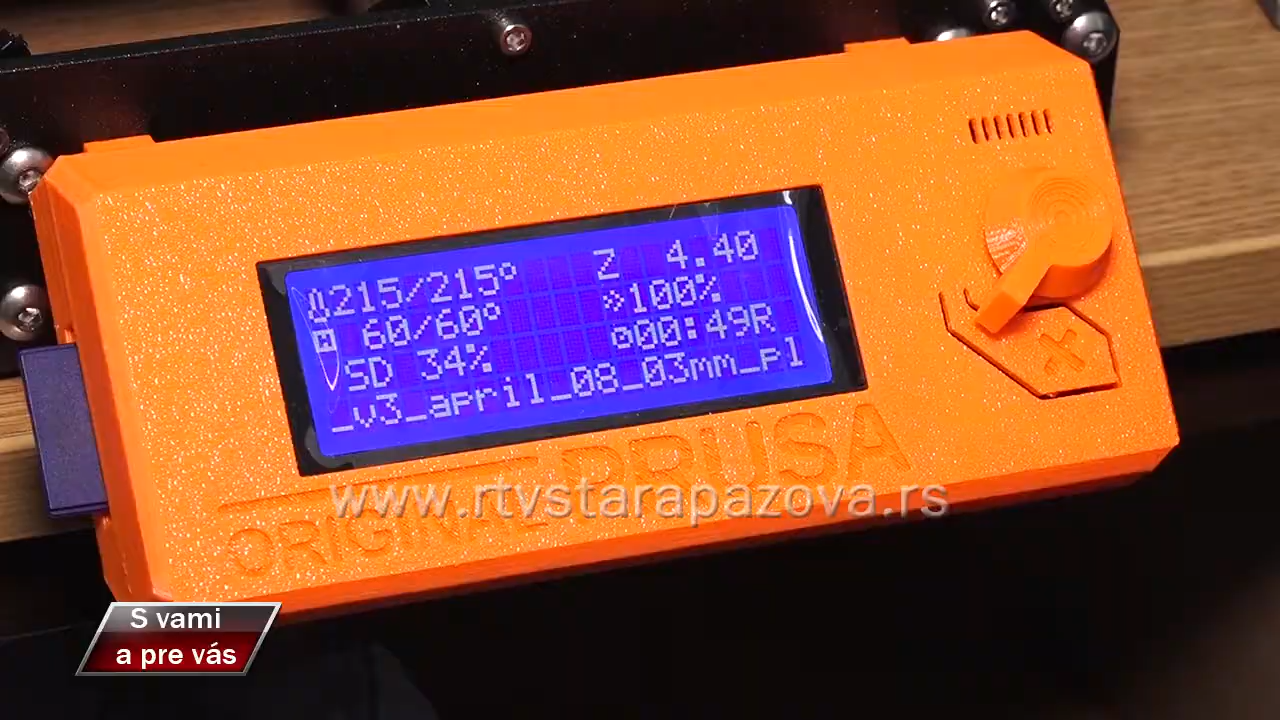 215/215° Z 4.40
60/60° 100%
SD 34% 00:49R
_v3_april_08_03mm_pl
ORIGINAL PRUSA
www.rtvstarapazova.rs
S vami
a pre vás